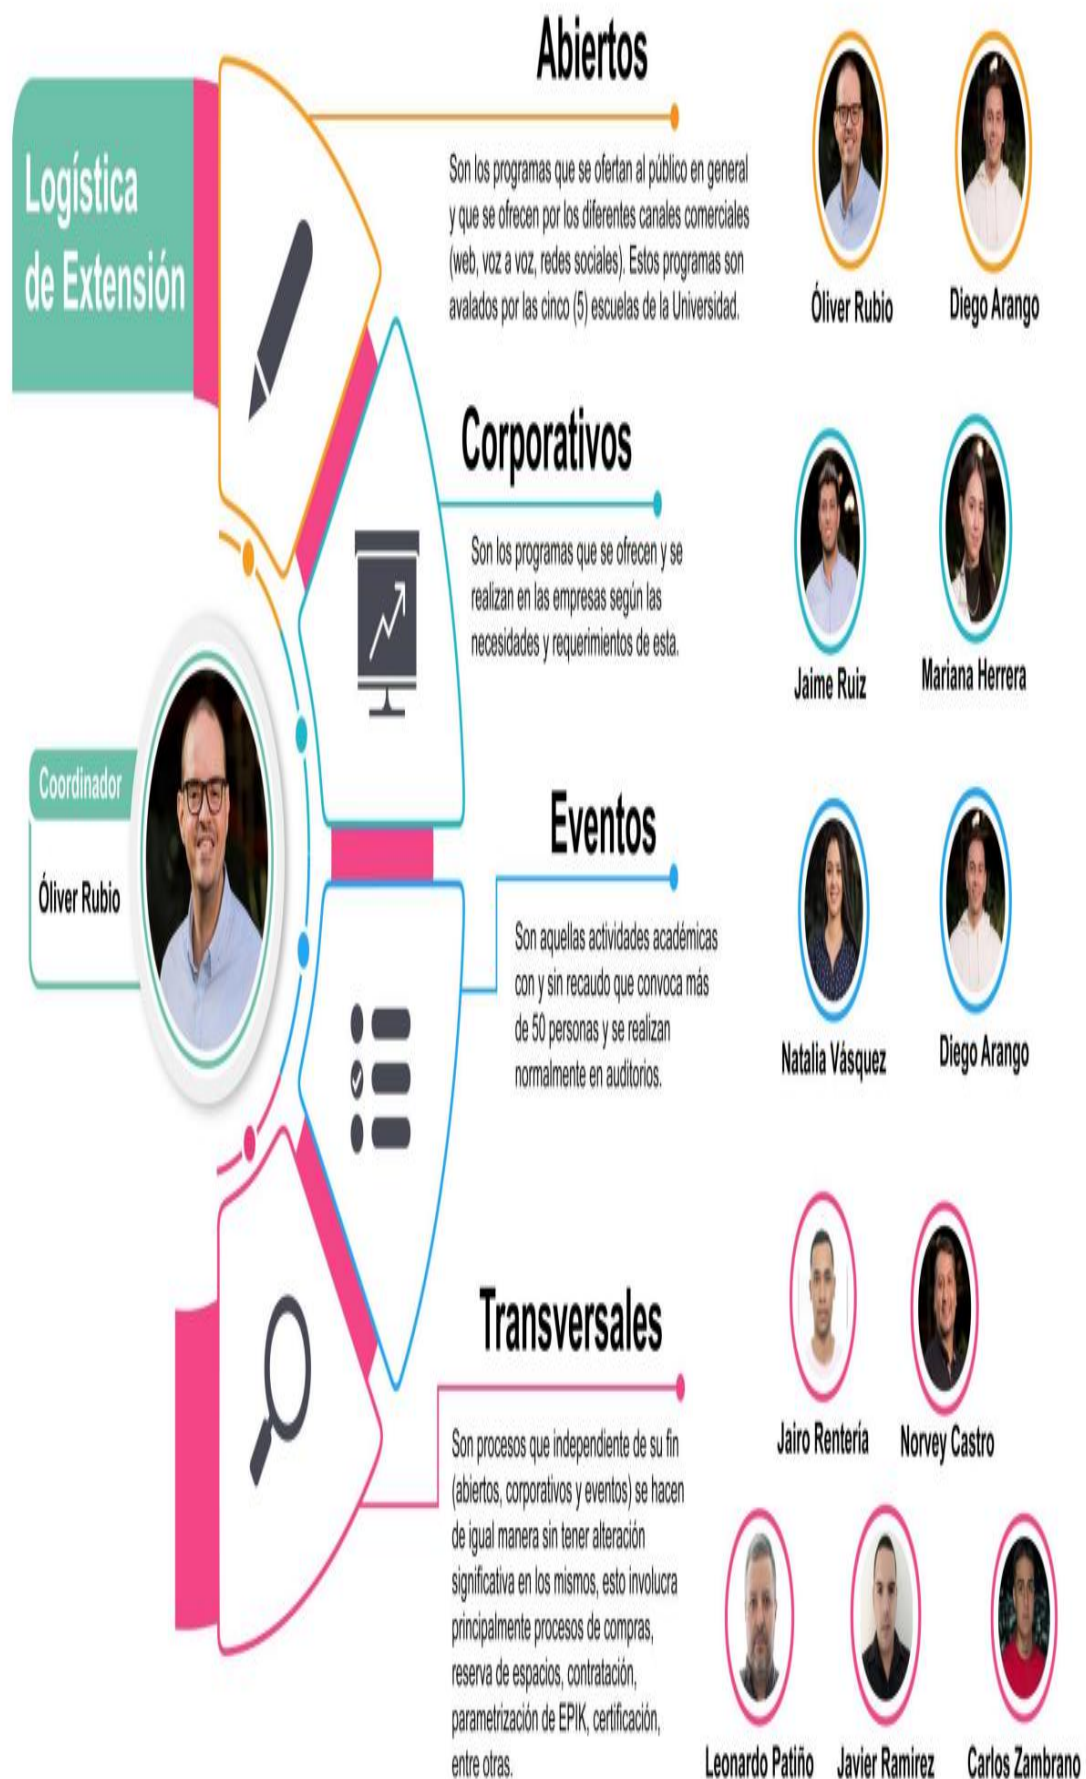 Logística
de Extensión
Abiertos
Son los programas que se ofertan al público en general
y que se ofrecen por los diferentes canales comerciales
(web, voz a voz, redes sociales). Estos programas son
avalados por las cinco (5) escuelas de la Universidad.
Óliver Rubio
Diego Arango
Corporativos
Son los programas que se ofrecen y se
realizan en las empresas según las
necesidades y requerimientos de esta.
Jaime Ruiz
Mariana Herrera
Coordinador
Óliver Rubio
Eventos
Son aquellas actividades académicas
con y sin recaudo que convoca más
de 50 personas y se realizan
normalmente en auditorios.
Natalia Vásquez
Diego Arango
Transversales
Son procesos que independiente de su fin
(abiertos, corporativos y eventos) se hacen
de igual manera sin tener alteración
significativa en los mismos, esto involucra
principalmente procesos de compras,
reserva de espacios, contratación,
parametrización de EPIK, certificación,
entre otras.
Jairo Rentería
Norvey Castro
Leonardo Patiño
Javier Ramirez
Carlos Zambrano